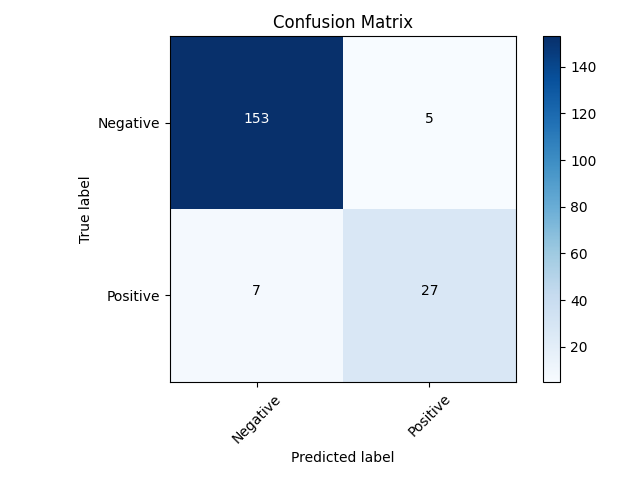 Confusion Matrix
140
120
100
80
60
40
20
True label
Negative
Positive
153
5
7
27
Negative
Positive
Predicted label